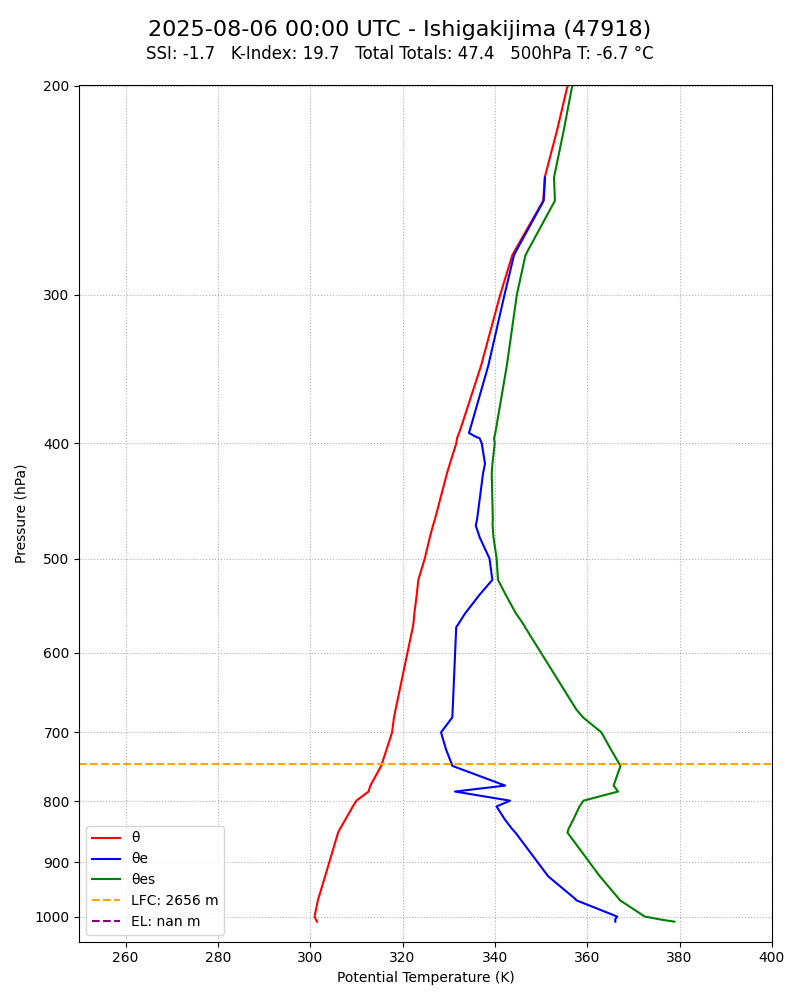 2025-08-06 00:00 UTC - Ishigakijima (47918)
SSI: -1.7   K-Index: 19.7   Total Totals: 47.4   500hPa T: -6.7 °C
200
300
400
500
600
700
800
900
1000
Pressure (hPa)
θ
θe
θes
LFC: 2656 m
EL: nan m
260 280 300 320 340 360 380 400
Potential Temperature (K)